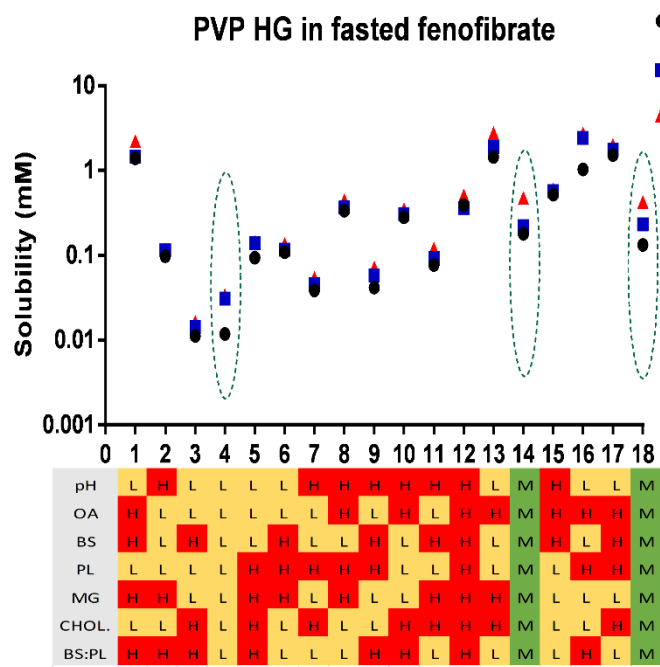 PVP HG in fasted fenofibrate
Solubility (mM)
10
1
0.1
0.01
0.001
0 1 2 3 4 5 6 7 8 9 10 11 12 13 14 15 16 17 18
pH L H L L L L H H H H H H L M H L L M
OA H L L L L L L H L H L H H M H H H M
BS H L H L L H L L H L H H L M H L H M
PL L L L L H H H H H L L H L M L H H M
MG H H L L H H L H L L H H H M L L L M
CHOL. L L H L H L H L L H H H H M L L H M
BS:PL H H H L H L L L H H L H L M L H L M